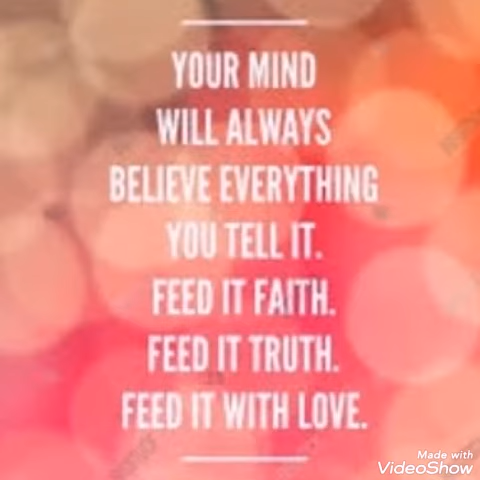 YOUR MIND
WILL ALWAYS
BELIEVE EVERYTHING
YOU TELL IT.
FEED IT FAITH.
FEED IT TRUTH.
FEED IT WITH LOVE.
Made with
VideoShow